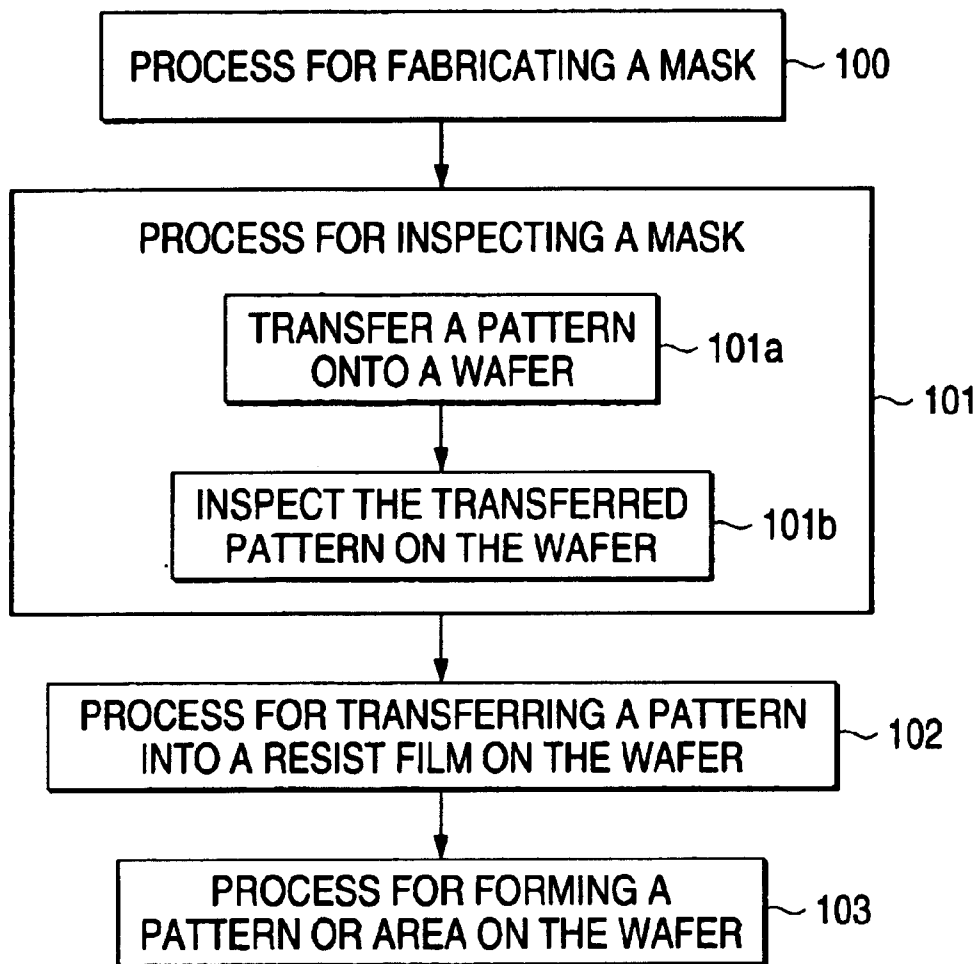 PROCESS FOR FABRICATING A MASK
100
PROCESS FOR INSPECTING A MASK
TRANSFER A PATTERN
ONTO A WAFER
101a
101
INSPECT THE TRANSFERRED
PATTERN ON THE WAFER
101b
PROCESS FOR TRANSFERRING A PATTERN
INTO A RESIST FILM ON THE WAFER
102
PROCESS FOR FORMING A
PATTERN OR AREA ON THE WAFER
103